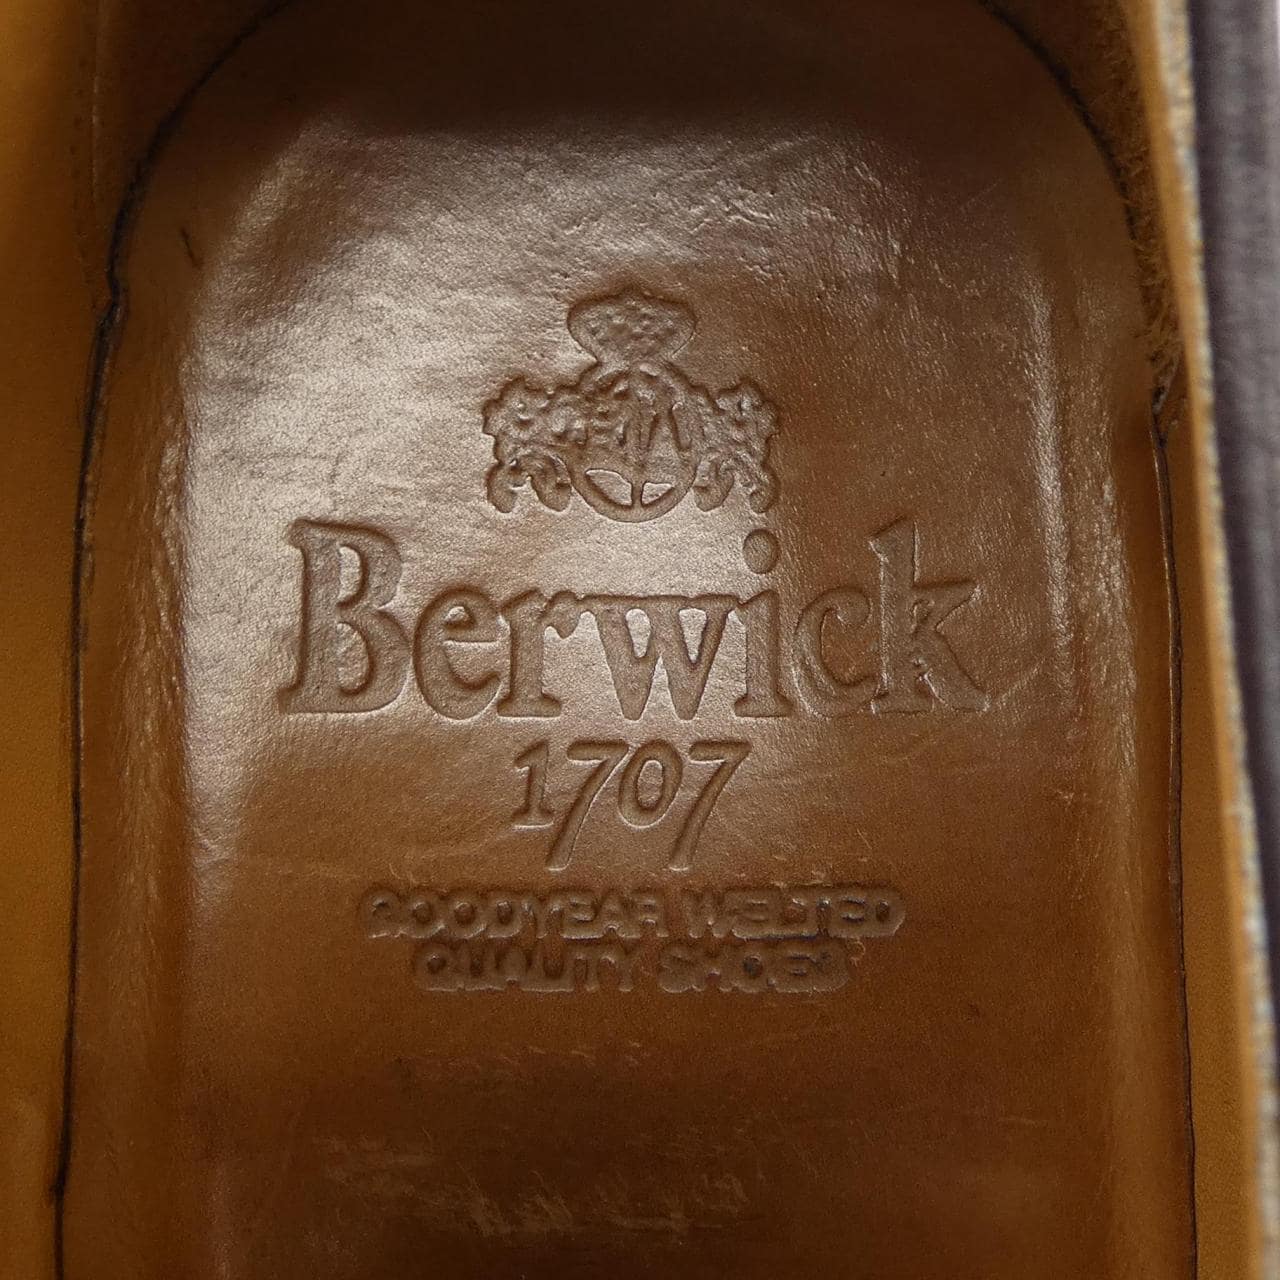 Berwick
1707
GOODYEAR WELTED
QUALITY SHOES